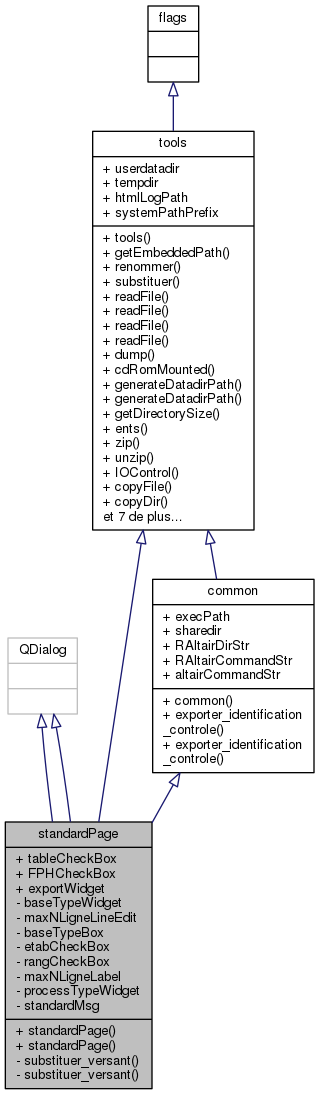 flags
tools
+ userdatadir
+ tempdir
+ htmlLogPath
+ systemPathPrefix
+ tools()
+ getEmbeddedPath()
+ renommer()
+ substituer()
+ readFile()
+ readFile()
+ readFile()
+ readFile()
+ dump()
+ cdRomMounted()
+ generateDatadirPath()
+ generateDatadirPath()
+ getDirectorySize()
+ ents()
+ zip()
+ unzip()
+ IOControl()
+ copyFile()
+ copyDir()
et 7 de plus...
common
+ execPath
+ sharedir
+ RAltairDirStr
+ RAltairCommandStr
+ altairCommandStr
+ common()
+ exporter_identification
_controle()
+ exporter_identification
_controle()
QDialog
standardPage
+ tableCheckBox
+ FPHCheckBox
+ exportWidget
- baseTypeWidget
- maxNLigneLineEdit
- baseTypeBox
- etabCheckBox
- rangCheckBox
- maxNLigneLabel
- processTypeWidget
- standardMsg
+ standardPage()
+ standardPage()
- substituer_versant()
- substituer_versant()